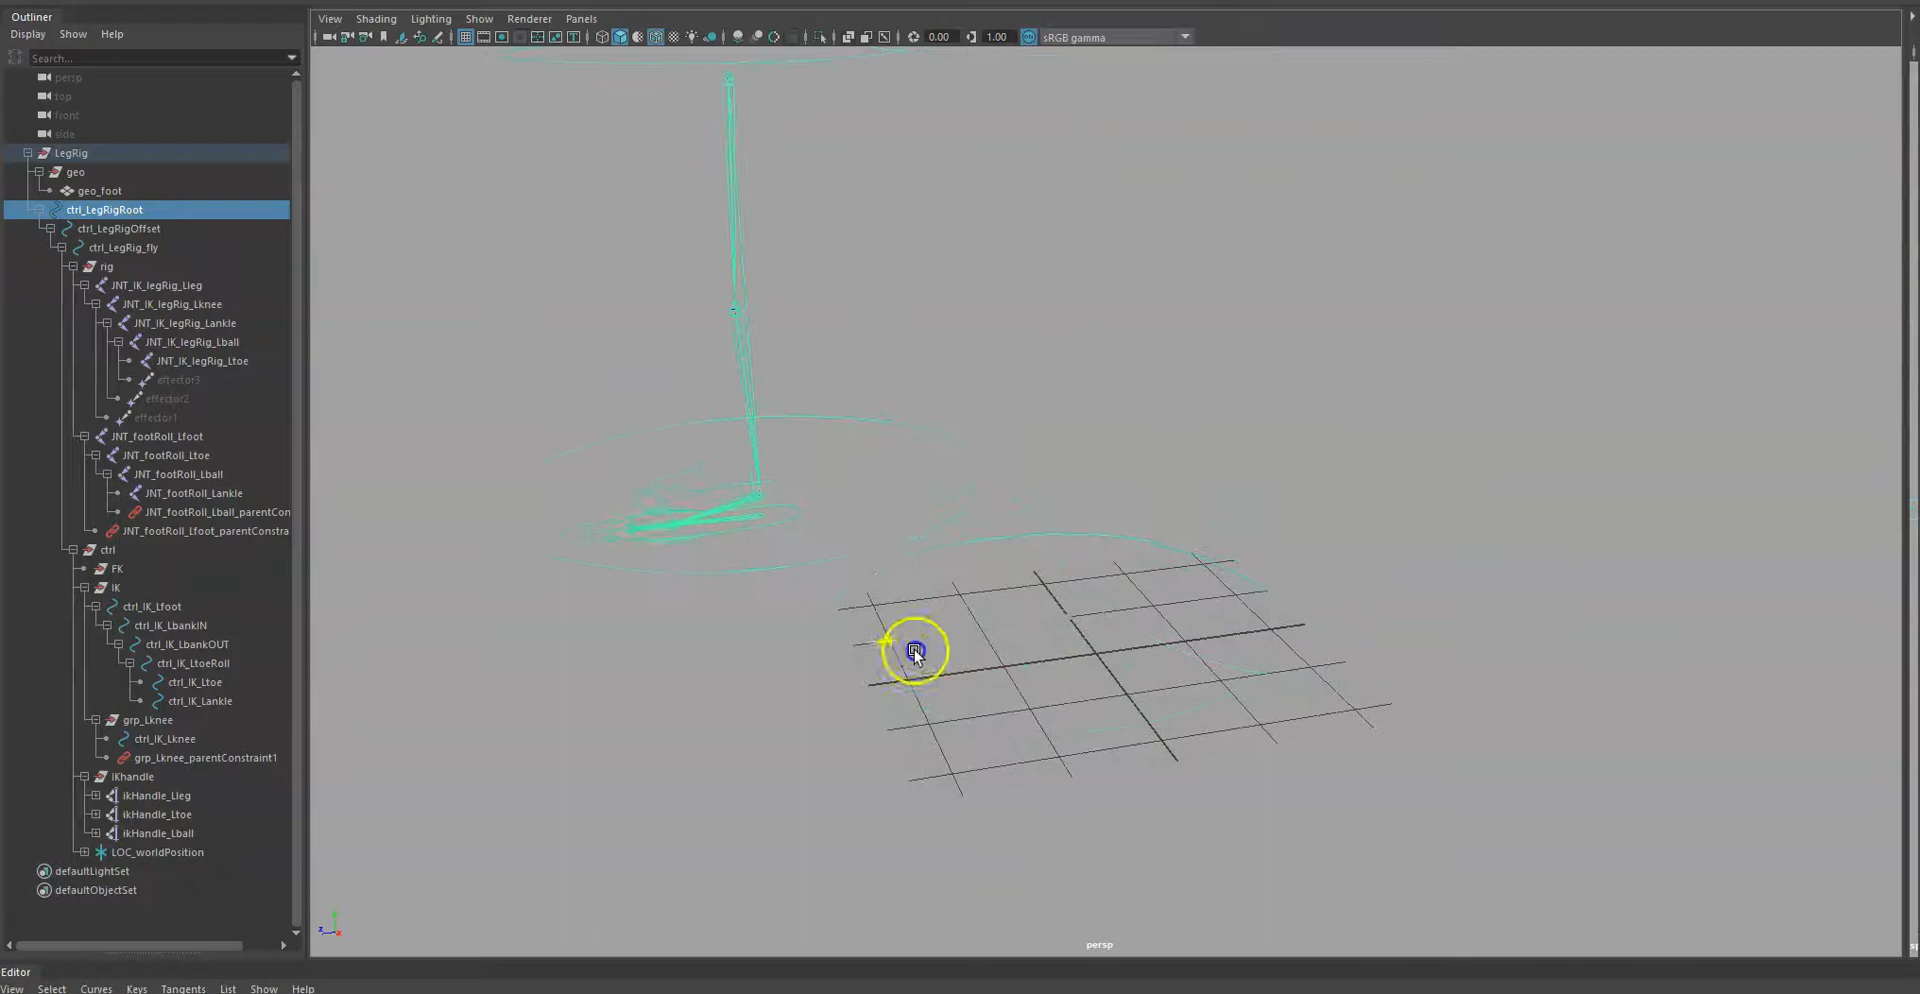 Outliner
Display Show Help
Search...
persp
top
front
side
LegRig
geo
geo_foot
ctrl_LegRigRoot
ctrl_LegRigOffset
ctrl_LegRig_fly
rig
JNT_IK_legRig_Lleg
JNT_IK_legRig_Lknee
JNT_IK_legRig_Lankle
JNT_IK_legRig_Lball
JNT_IK_legRig_Ltoe
effector3
effector2
effector1
JNT_footRoll_Lfoot
JNT_footRoll_Ltoe
JNT_footRoll_Lball
JNT_footRoll_Lankle
JNT_footRoll_Lball_parentCon
JNT_footRoll_Lfoot_parentConstra
ctrl
FK
IK
ctrl_IK_Lfoot
ctrl_IK_LbankIN
ctrl_IK_LbankOUT
ctrl_IK_LtoeRoll
ctrl_IK_Ltoe
ctrl_IK_Lankle
grp_Lknee
ctrl_IK_Lknee
grp_Lknee_parentConstraint1
IKhandle
ikHandle_Lleg
ikHandle_Ltoe
ikHandle_Lball
LOC_worldPosition
defaultLightSet
defaultObjectSet
View Shading Lighting Show Renderer Panels
0.00 1.00 ON sRGB gamma
y
z x
persp
Editor
View Select Curves Keys Tangents List Show Help